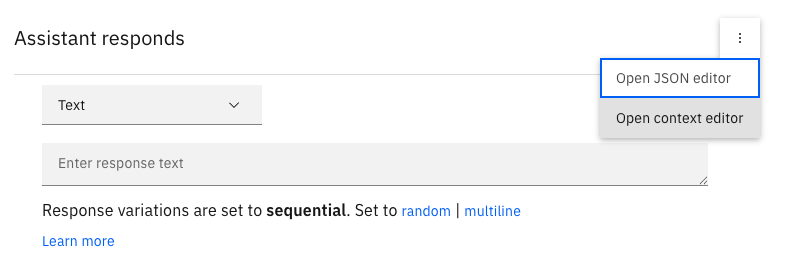 Assistant responds
Open JSON editor
Text
Open context editor
Enter response text
Response variations are set to sequential. Set to random | multiline
Learn more